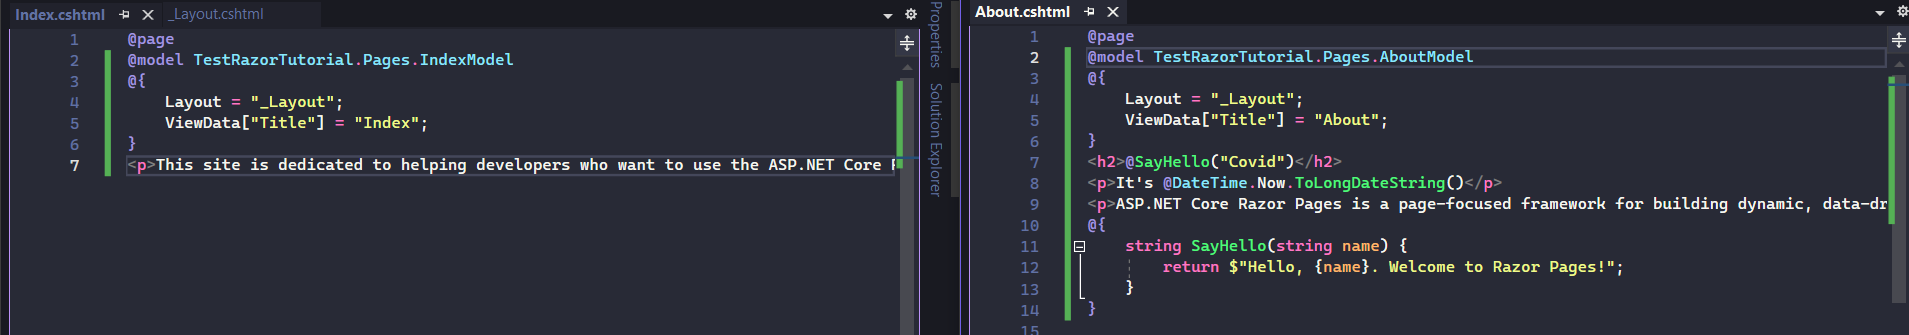 Index.cshtml
_Layout.cshtml
1 @page
2 @model TestRazorTutorial.Pages.IndexModel
3 @{
4 Layout = "_Layout";
5 ViewData["Title"] = "Index";
6 }
7 <p>This site is dedicated to helping developers who want to use the ASP.NET Core
Properties
Solution Explorer
About.cshtml
1 @page
2 @model TestRazorTutorial.Pages.AboutModel
3 @{
4 Layout = "_Layout";
5 ViewData["Title"] = "About";
6 }
7 <h2>@SayHello("Covid")</h2>
8 <p>It's @DateTime.Now.ToLongDateString()</p>
9 <p>ASP.NET Core Razor Pages is a page-focused framework for building dynamic, data-dr
10 @{
11 string SayHello(string name) {
12 return $"Hello, {name}. Welcome to Razor Pages!";
13 }
14 }
15